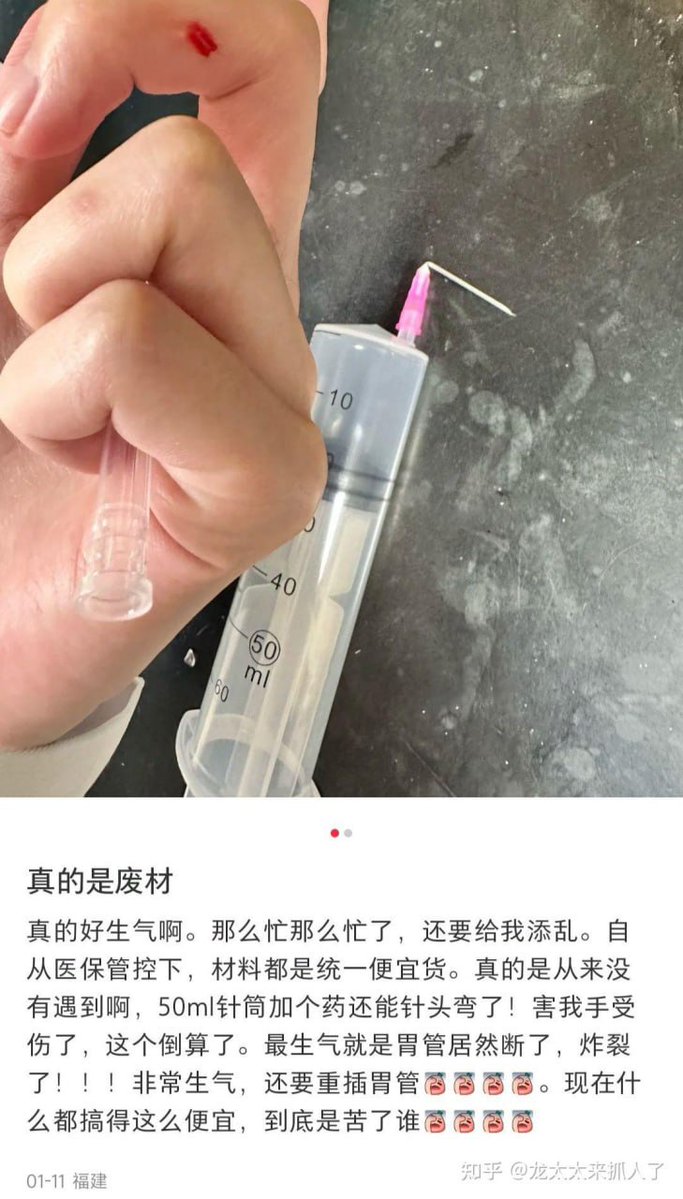 10
40
50
ml
60
真的是废材
真的好生气啊。那么忙那么忙了，还要给我添乱。自
从医保管控下，材料都是统一便宜货。真的是从来没
有遇到啊，50ml针筒加个药还能针头弯了！害我手受
伤了，这个倒算了。最生气就是胃管居然断了，炸裂
了！！！非常生气，还要重插胃管。现在什
么都搞得这么便宜，到底是苦了谁
01-11 福建
知乎 @龙太太来抓人了